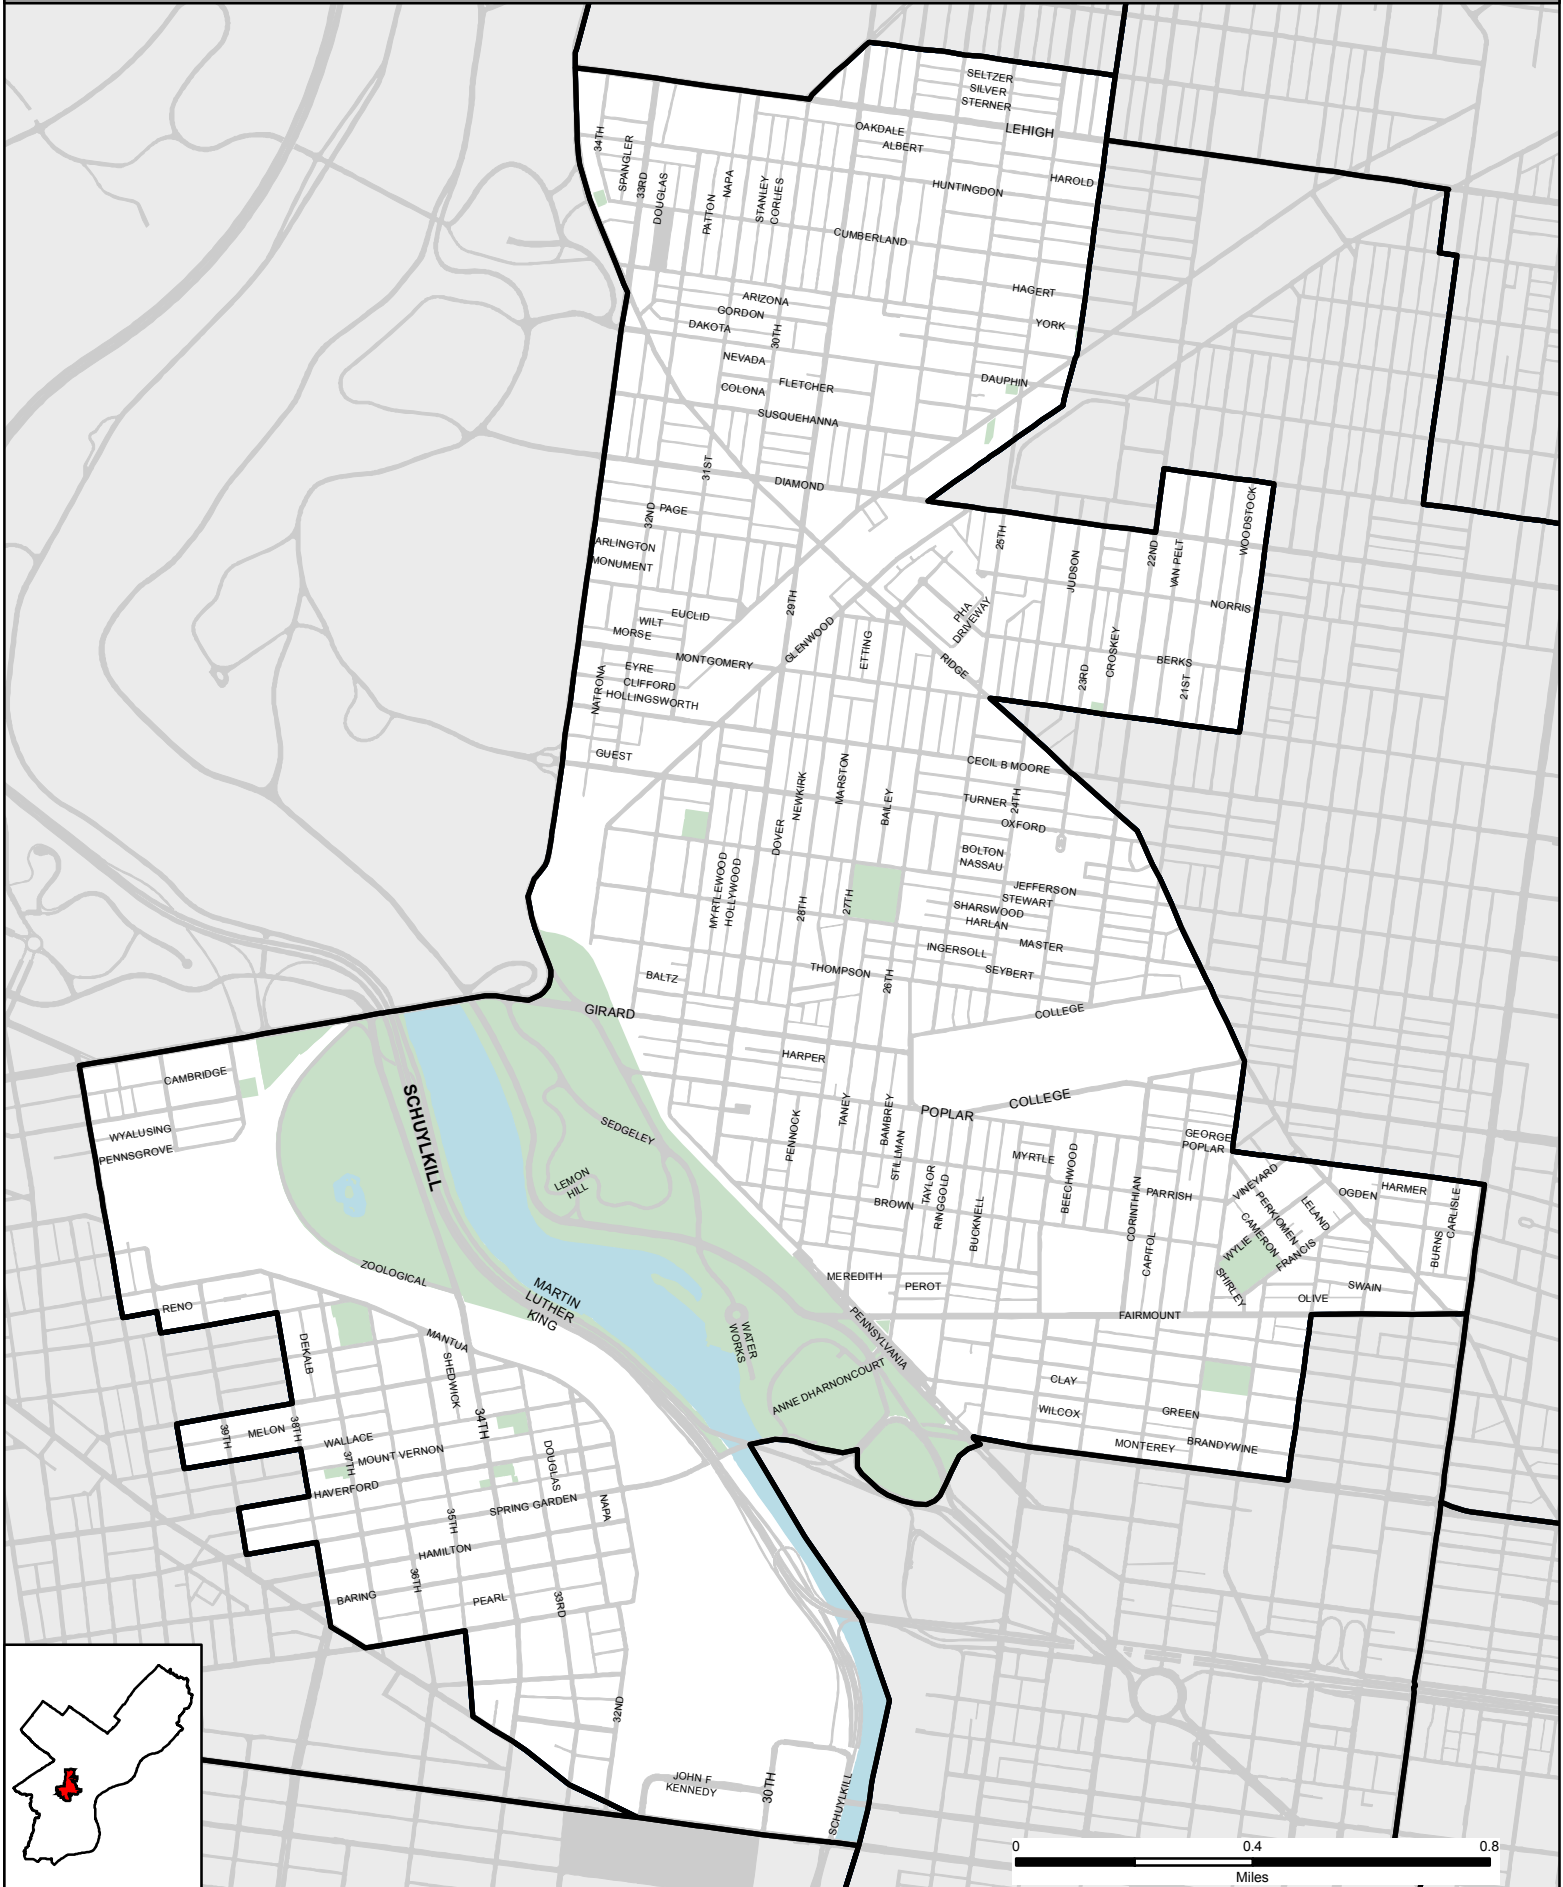 SELTZER
SILVER
STERNER
LEHIGH
OAKDALE
ALBERT
34TH
SPANGLER
33RD
DOUGLAS
PATTON
NAPA
STANLEY
CORLIES
HUNTINGDON
HAROLD
CUMBERLAND
HAGERT
ARIZONA
GORDON
DAKOTA
30TH
YORK
NEVADA
COLONA
FLETCHER
DAUPHIN
SUSQUEHANNA
31ST
DIAMOND
32ND
PAGE
25TH
WOODSTOCK
ARLINGTON
MONUMENT
JUDSON
22ND
VAN PELT
29TH
EUCLID
WILT
MORSE
GLENWOOD
ETTING
PHA
DRIVEWAY
NORRIS
MONTGOMERY
RIDGE
CROSKEY
BERKS
23RD
21ST
EYRE
CLIFFORD
HOLLINGSWORTH
NATRONA
GUEST
CECIL B MOORE
MARSTON
NEWKIRK
BAILEY
TURNER
24TH
OXFORD
DOVER
BOLTON
NASSAU
MYRTLEWOOD
HOLLYWOOD
28TH
27TH
JEFFERSON
STEWART
SHARSWOOD
HARLAN
INGERSOLL
MASTER
SEYBERT
BALTZ
THOMPSON
26TH
GIRARD
COLLEGE
HARPER
CAMBRIDGE
SCHUYLKILL
COLLEGE
POPLAR
TANEY
BAMBREY
PENNOCK
STILLMAN
WYALUSING
PENNSGROVE
SEDGELEY
LEMON
HILL
GEORGE
POPLAR
MYRTLE
BEECHWOOD
TAYLOR
RINGGOLD
BROWN
BUCKNELL
CORINTHIAN
PARRISH
CAPITOL
VINEYARD
PERKIOMEN
CAMERON
WYLIE
LELAND
FRANCIS
SHIRLEY
OGDEN
HARMER
CARLISLE
BURNS
SWAIN
OLIVE
ZOOLOGICAL
MARTIN
LUTHER
KING
MEREDITH
PEROT
FAIRMOUNT
RENO
MANTUA
WATER
WORKS
PENNSYLVANIA
ANNE DHARNONCOURT
DEKALB
SHEDWICK
34TH
CLAY
WILCOX
GREEN
MONTEREY
BRANDYWINE
39TH
MELON
38TH
WALLACE
37TH
MOUNT VERNON
HAVERFORD
DOUGLAS
SPRING GARDEN
NAPA
35TH
HAMILTON
36TH
BARING
PEARL
33RD
32ND
JOHN F
KENNEDY
30TH
SCHUYLKILL
0 0.4 0.8
Miles